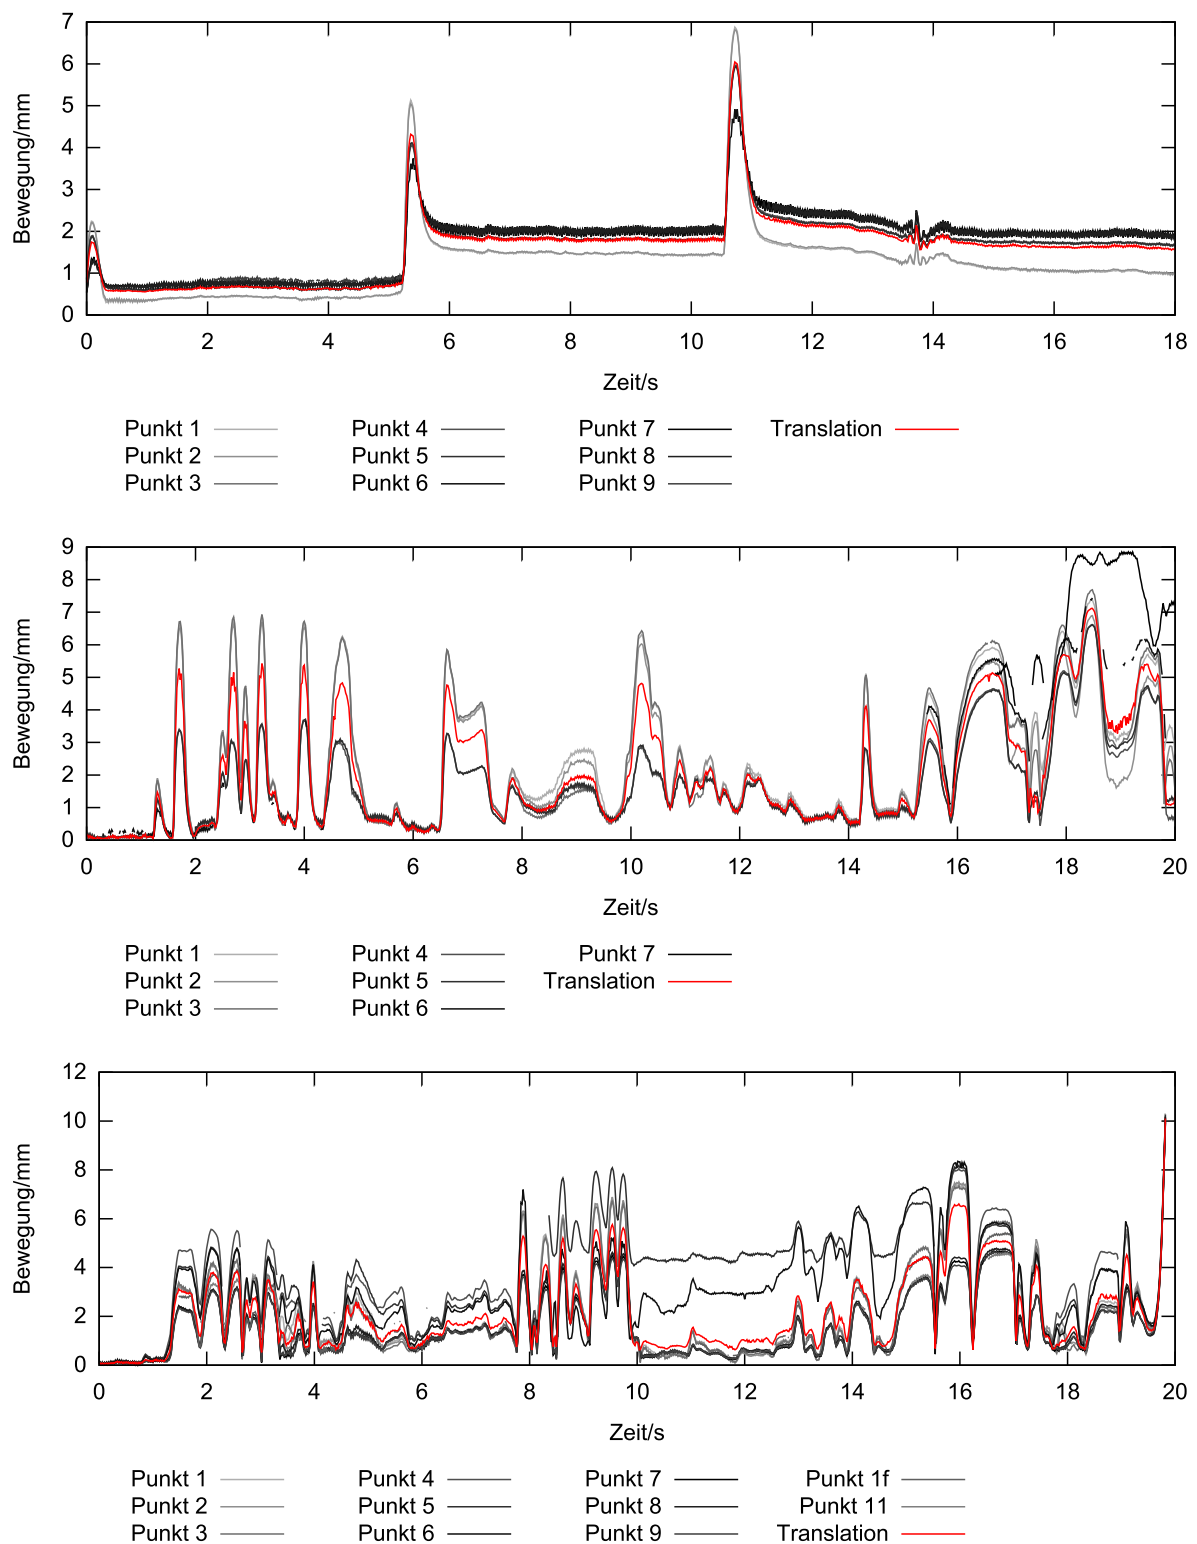 7
6
5
4
3
2
1
0
Bewegung/mm
0 2 4 6 8 10 12 14 16 18
Zeit/s
Punkt 1 Punkt 4 Punkt 7 Translation
Punkt 2 Punkt 5 Punkt 8
Punkt 3 Punkt 6 Punkt 9
9
8
7
6
5
4
3
2
1
0
Bewegung/mm
0 2 4 6 8 10 12 14 16 18 20
Zeit/s
Punkt 1 Punkt 4 Punkt 7
Punkt 2 Punkt 5 Translation
Punkt 3 Punkt 6
12
10
8
6
4
2
0
Bewegung/mm
0 2 4 6 8 10 12 14 16 18 20
Zeit/s
Punkt 1 Punkt 4 Punkt 7 Punkt 1f
Punkt 2 Punkt 5 Punkt 8 Punkt 11
Punkt 3 Punkt 6 Punkt 9 Translation